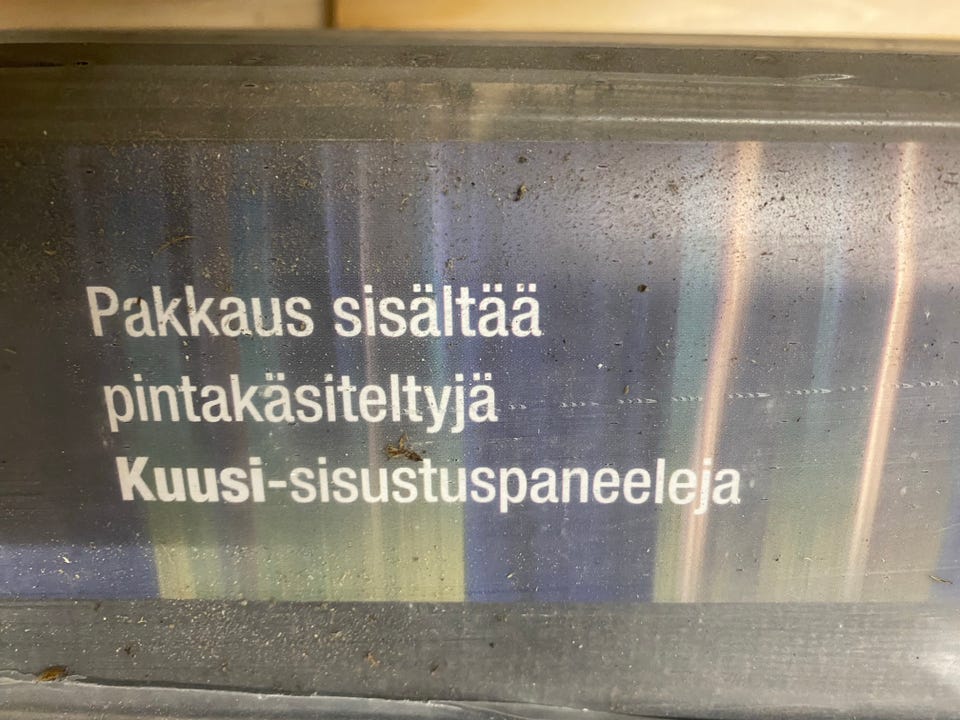 Pakkaus sisältää
pintakäsiteltyjä
Kuusi-sisustuspaneeleja